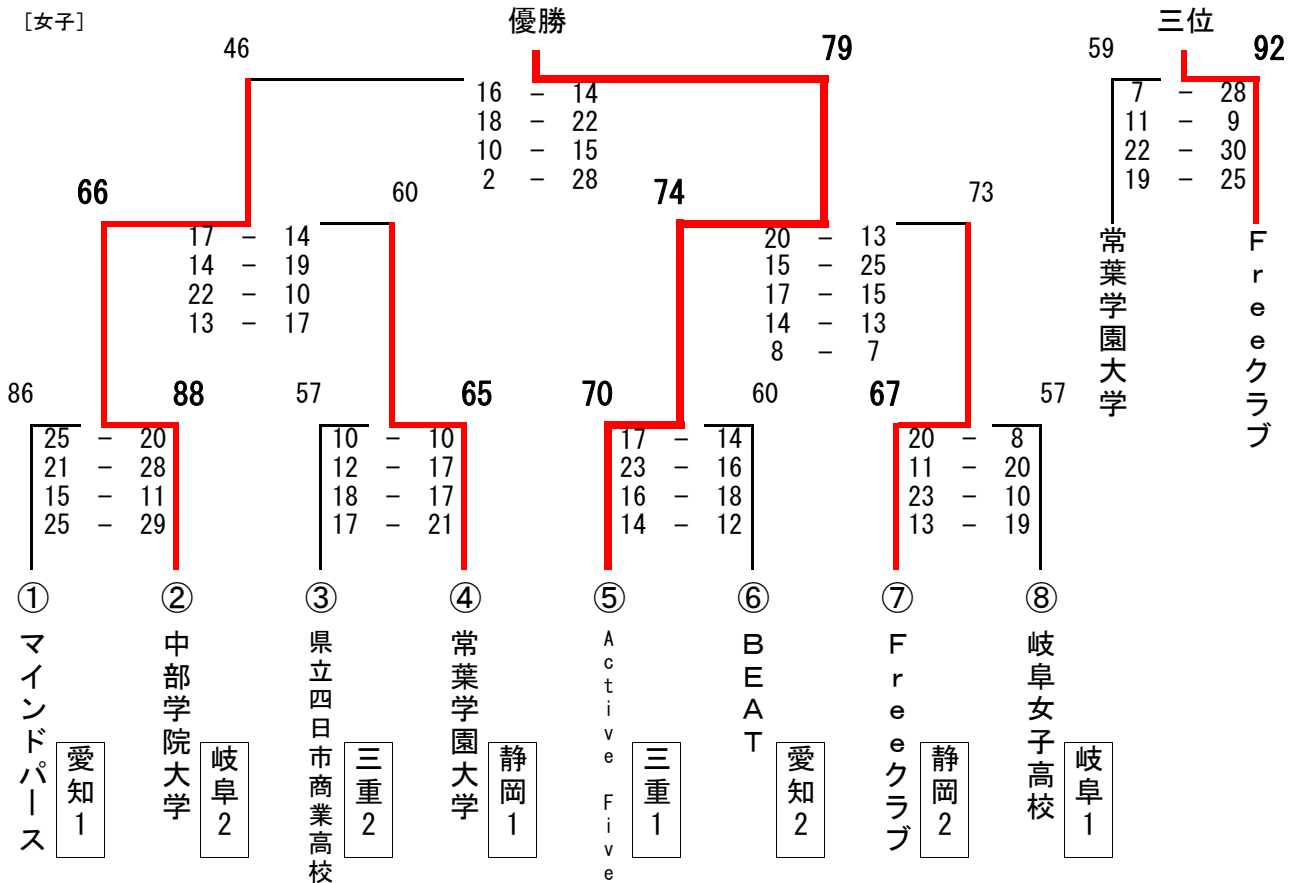 [女子]
優勝
三位
46
79
59
92
16 − 14
18 − 22
10 − 15
2 − 28
7 − 28
11 − 9
22 − 30
19 − 25
常葉学園大学
Freeクラブ
66
60
74
73
17 − 14
14 − 19
22 − 10
13 − 17
20 − 13
15 − 25
17 − 15
14 − 13
8 − 7
86
88
57
65
70
60
67
57
25 − 20
21 − 28
15 − 11
25 − 29
10 − 10
12 − 17
18 − 17
17 − 21
17 − 14
23 − 16
16 − 18
14 − 12
20 − 8
11 − 20
23 − 10
13 − 19
①
マインドパース
愛知1
②
中部学院大学
岐阜2
③
県立四日市商業高校
三重2
④
常葉学園大学
静岡1
⑤
Active Five
三重1
⑥
BEAT
愛知2
⑦
Freeクラブ
静岡2
⑧
岐阜女子高校
岐阜1